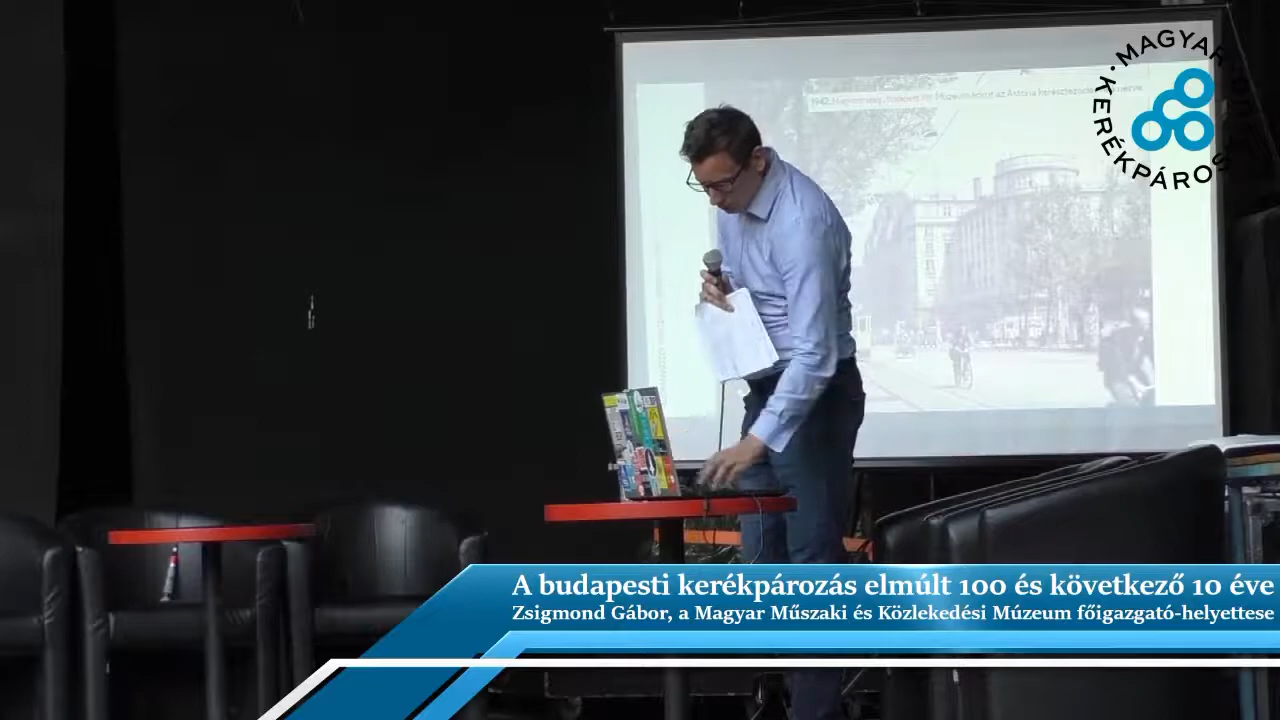 MAGYAR
KERÉKPÁROS
1942.
A budapesti kerékpározás elmúlt 100 és következő 10 éve
Zsigmond Gábor, a Magyar Műszaki és Közlekedési Múzeum főigazgató-helyettese